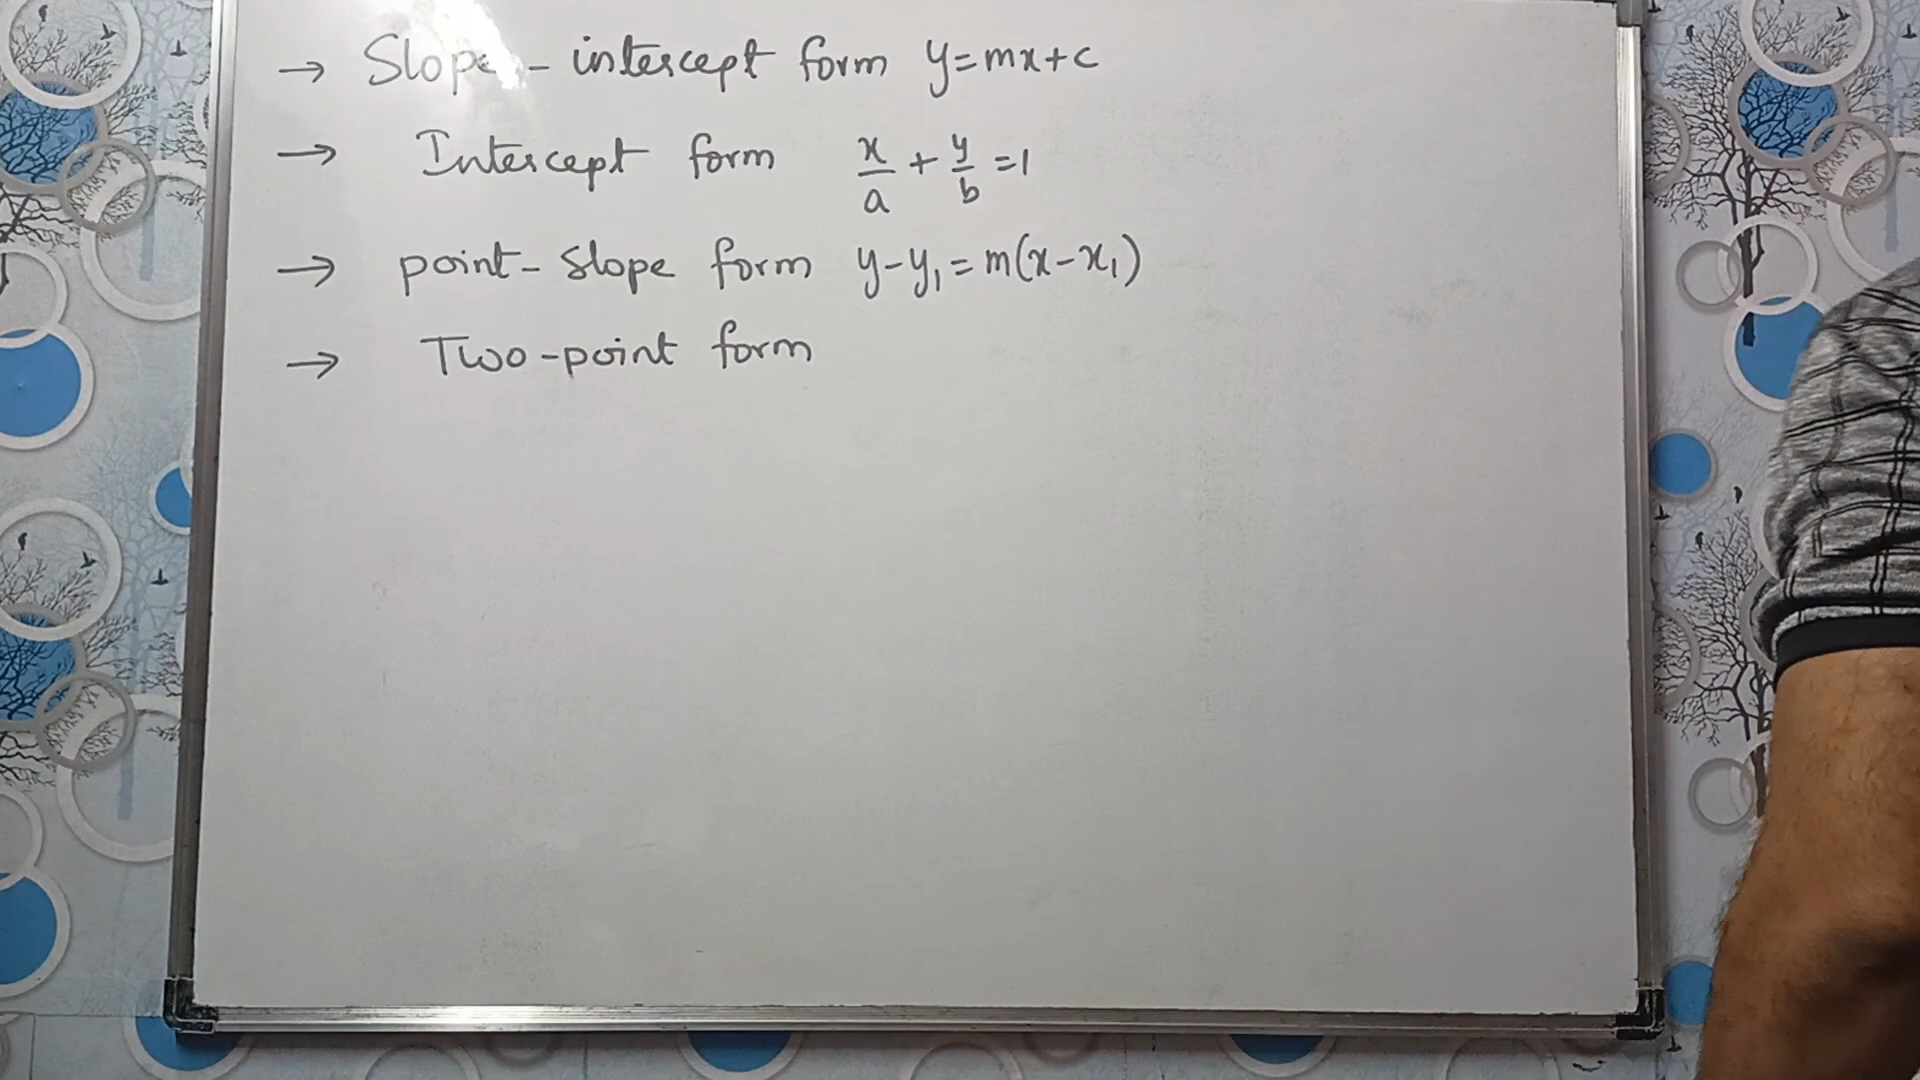 → Slope - intercept form y=mx+c
→ Intercept form x/a + y/b =1
→ point-slope form y-y₁=m(x-x₁)
→ Two-point form